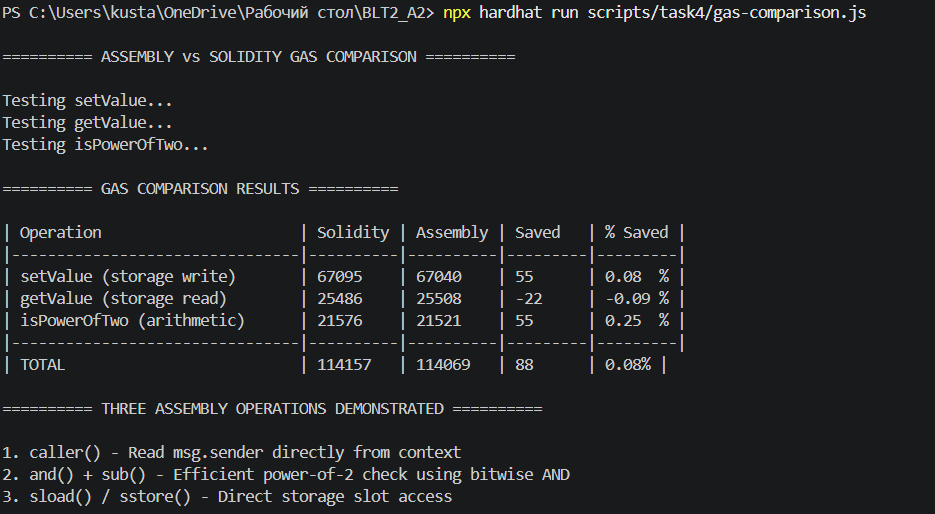 PS C:\Users\kusta\OneDrive\Рабочий стол\BLT2_A2> npx hardhat run scripts/task4/gas-comparison.js
========== ASSEMBLY vs SOLIDITY GAS COMPARISON ==========
Testing setValue...
Testing getValue...
Testing isPowerOfTwo...
========== GAS COMPARISON RESULTS ==========
| Operation                      | Solidity | Assembly | Saved   | % Saved |
|--------------------------------|----------|----------|---------|---------|
| setValue (storage write)       | 67095    | 67040    | 55      | 0.08  % |
| getValue (storage read)        | 25486    | 25508    | -22     | -0.09 % |
| isPowerOfTwo (arithmetic)      | 21576    | 21521    | 55      | 0.25  % |
|--------------------------------|----------|----------|---------|---------|
| TOTAL                          | 114157   | 114069   | 88      | 0.08% |
========== THREE ASSEMBLY OPERATIONS DEMONSTRATED ==========
1. caller() - Read msg.sender directly from context
2. and() + sub() - Efficient power-of-2 check using bitwise AND
3. sload() / sstore() - Direct storage slot access